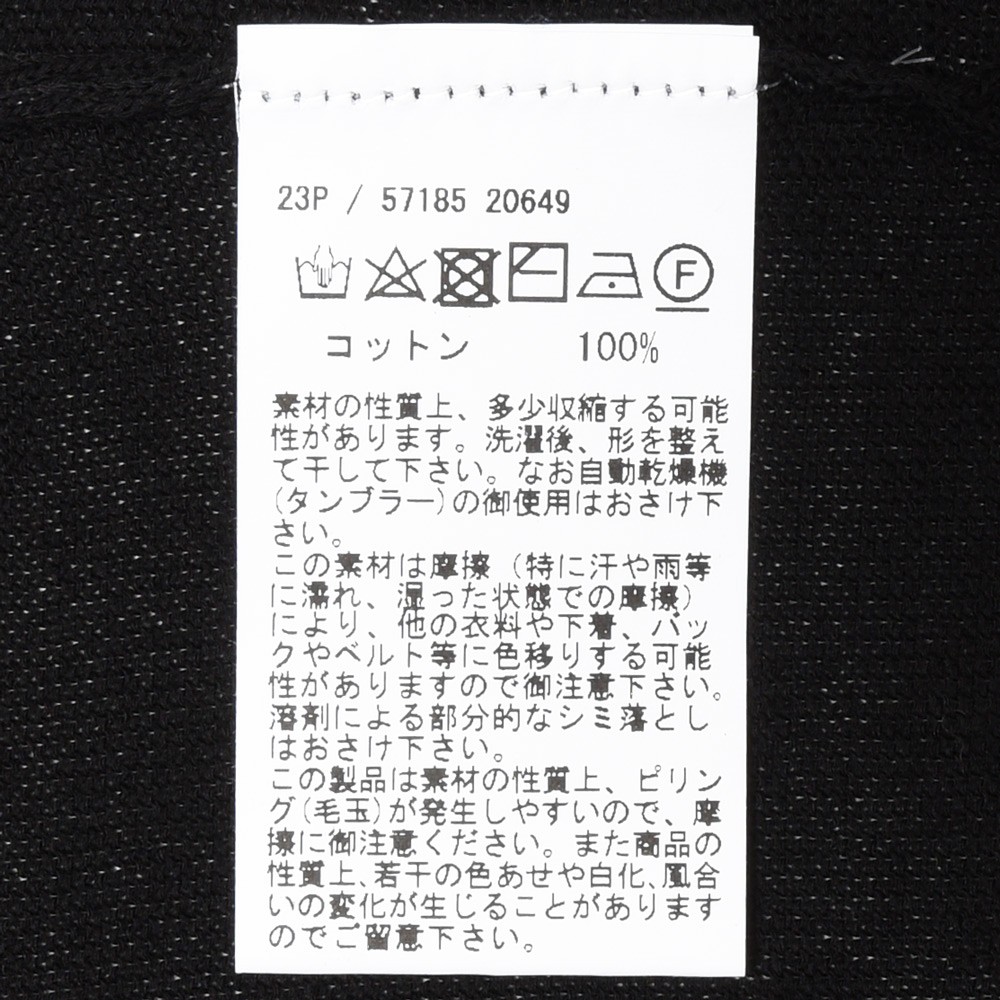 23P / 57185 20649
F
コットン 100%
素材の性質上、多少収縮する可能
性があります。洗濯後、形を整え
て干して下さい。なお自動乾燥機
(タンブラー)の御使用はおさけ下
さい。
この素材は摩擦（特に汗や雨等
に濡れ、湿った状態での摩擦）
により、他の衣料や下着、バッ
クやベルト等に色移りする可能
性がありますので御注意下さい。
溶剤による部分的なシミ落とし
はおさけ下さい。
この製品は素材の性質上、ピリン
グ(毛玉)が発生しやすいので、摩
擦に御注意ください。また商品の
性質上、若干の色あせや白化、風合
いの変化が生じることがあります
のでご留意下さい。